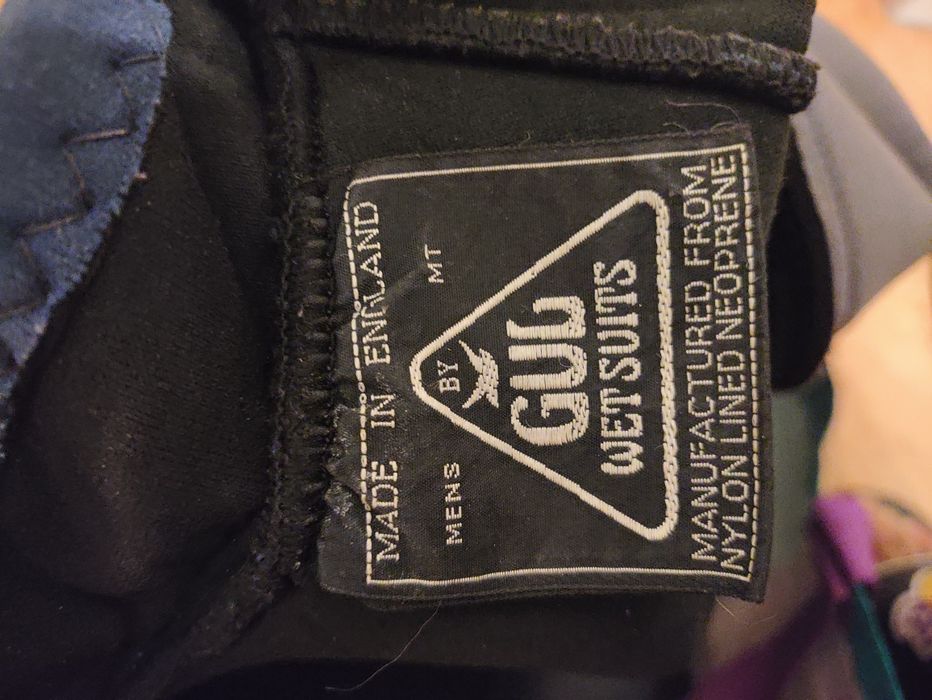 MADE IN ENGLAND
MENS MT
BY
GUL
WETSUITS
MANUFACTURED FROM
NYLON LINED NEOPRENE